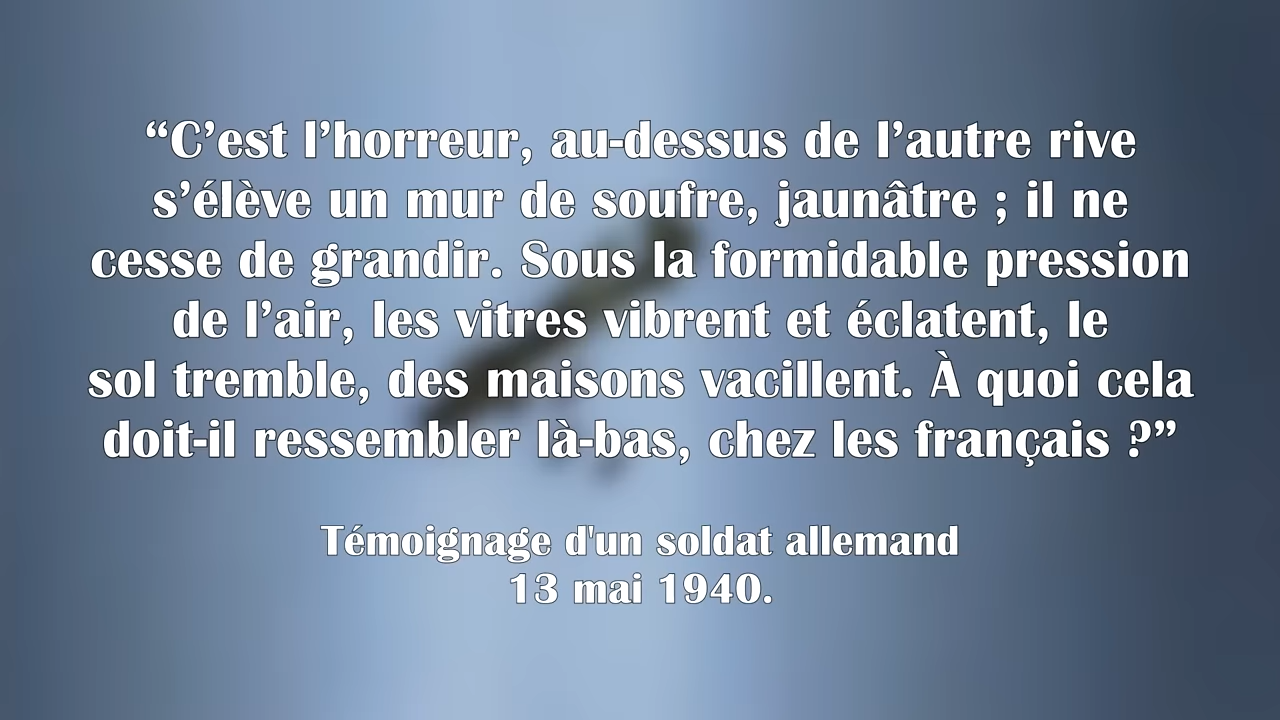 “C’est l’horreur, au-dessus de l’autre rive
s’élève un mur de soufre, jaunâtre ; il ne
cesse de grandir. Sous la formidable pression
de l’air, les vitres vibrent et éclatent, le
sol tremble, des maisons vacillent. À quoi cela
doit-il ressembler là-bas, chez les français ?”
Témoignage d'un soldat allemand
13 mai 1940.